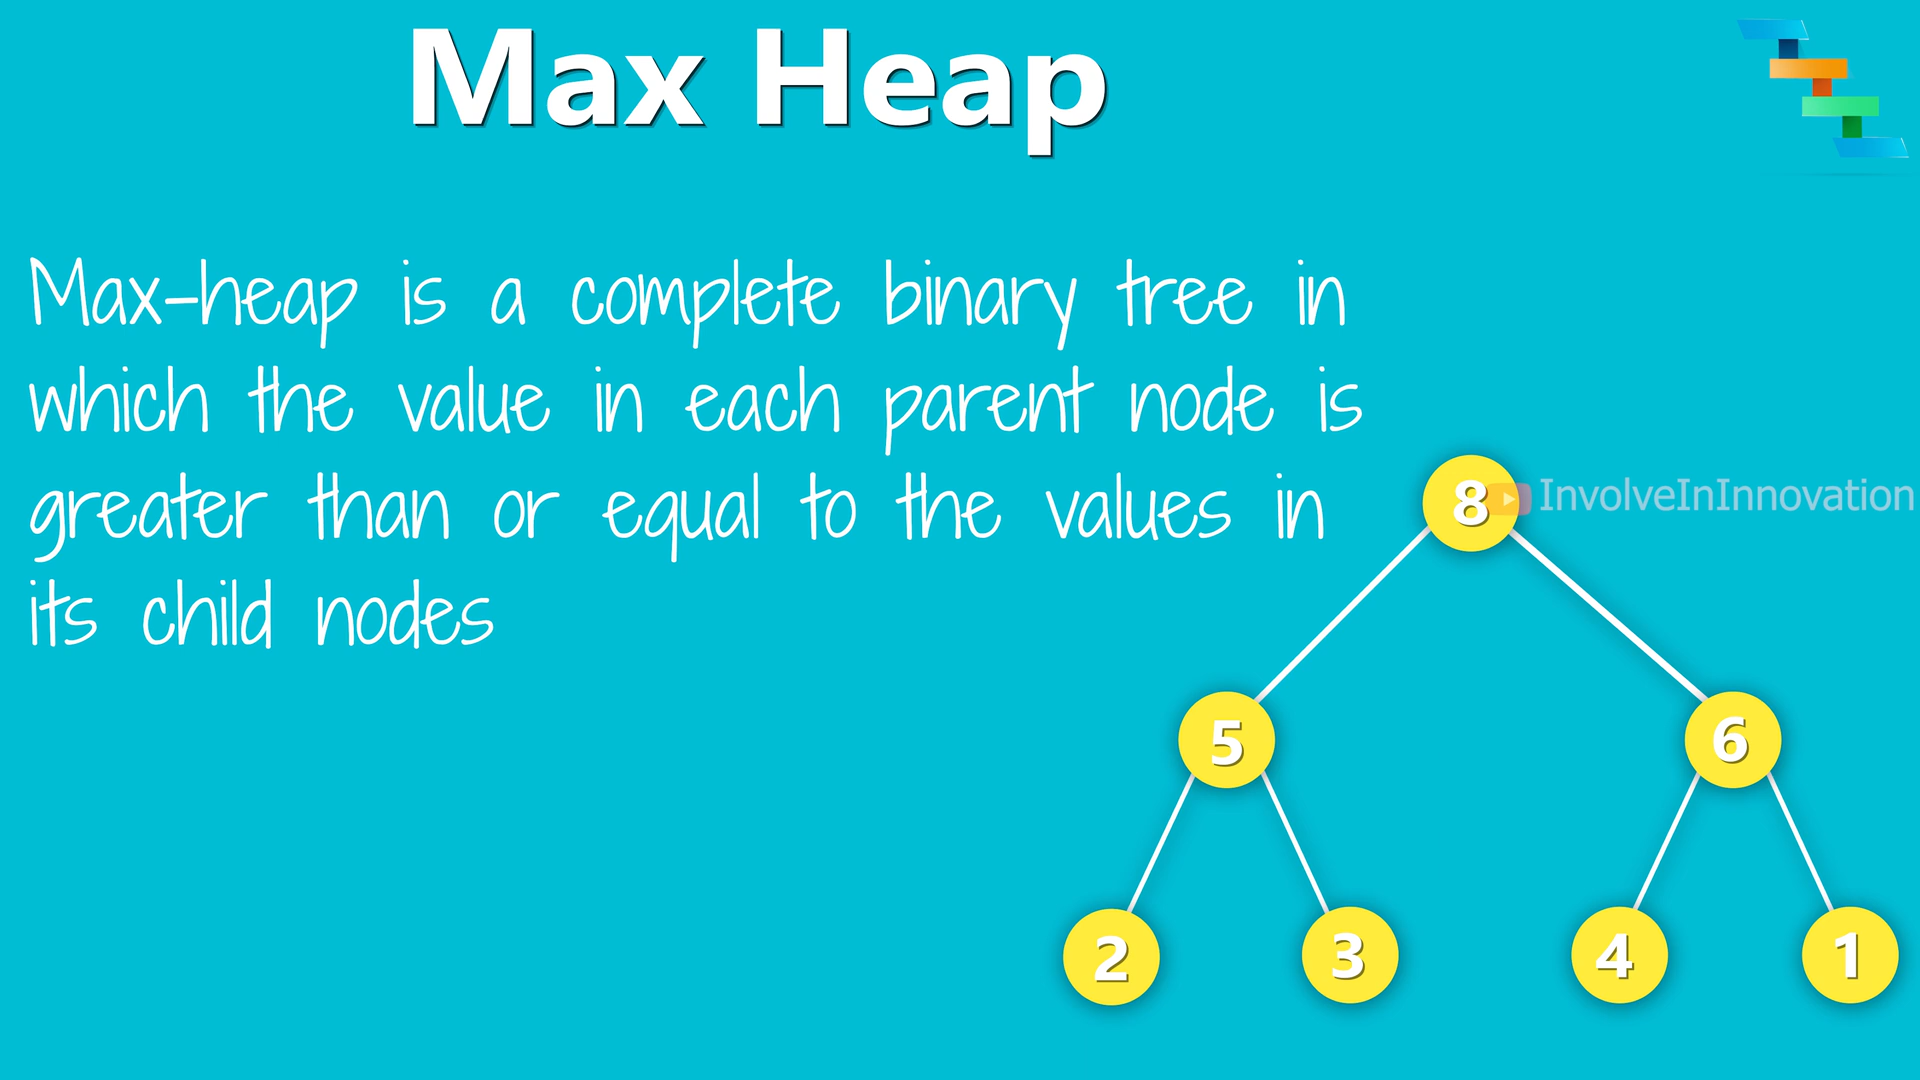 Max Heap
Max-heap is a complete binary tree in
which the value in each parent node is
greater than or equal to the values in
its child nodes
8 InvolveInInnovation
5 6
2 3 4 1